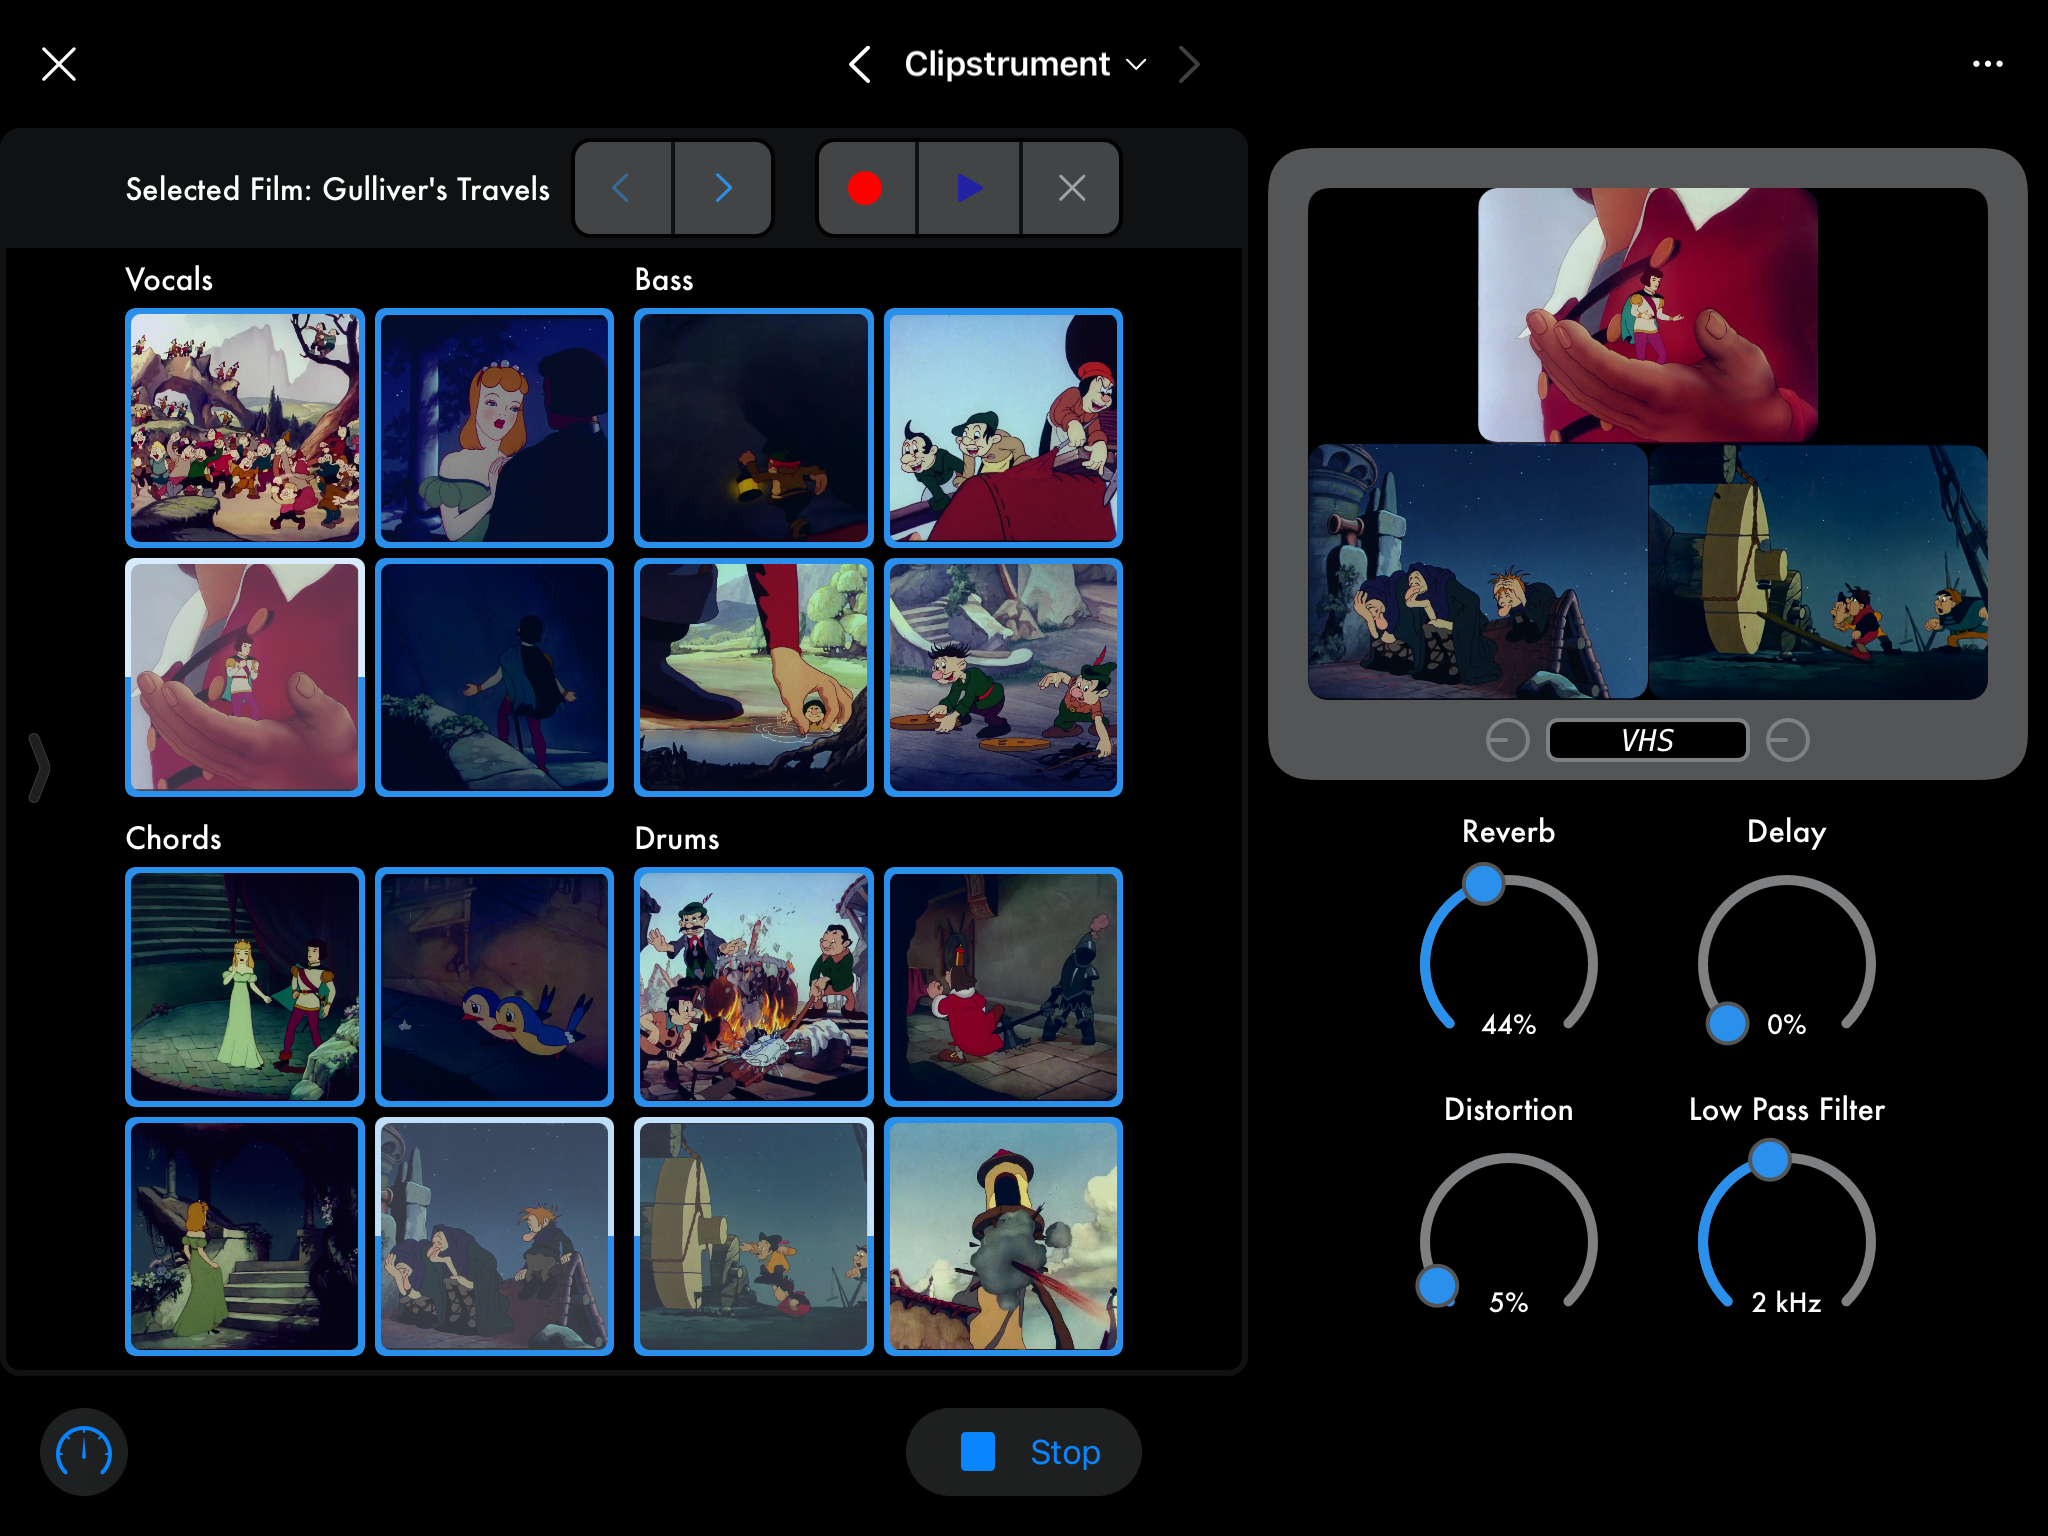 Clipstrument
Selected Film: Gulliver's Travels
Vocals
Bass
Chords
Drums
VHS
Reverb
Delay
44%
0%
Distortion
Low Pass Filter
5%
2 kHz
Stop